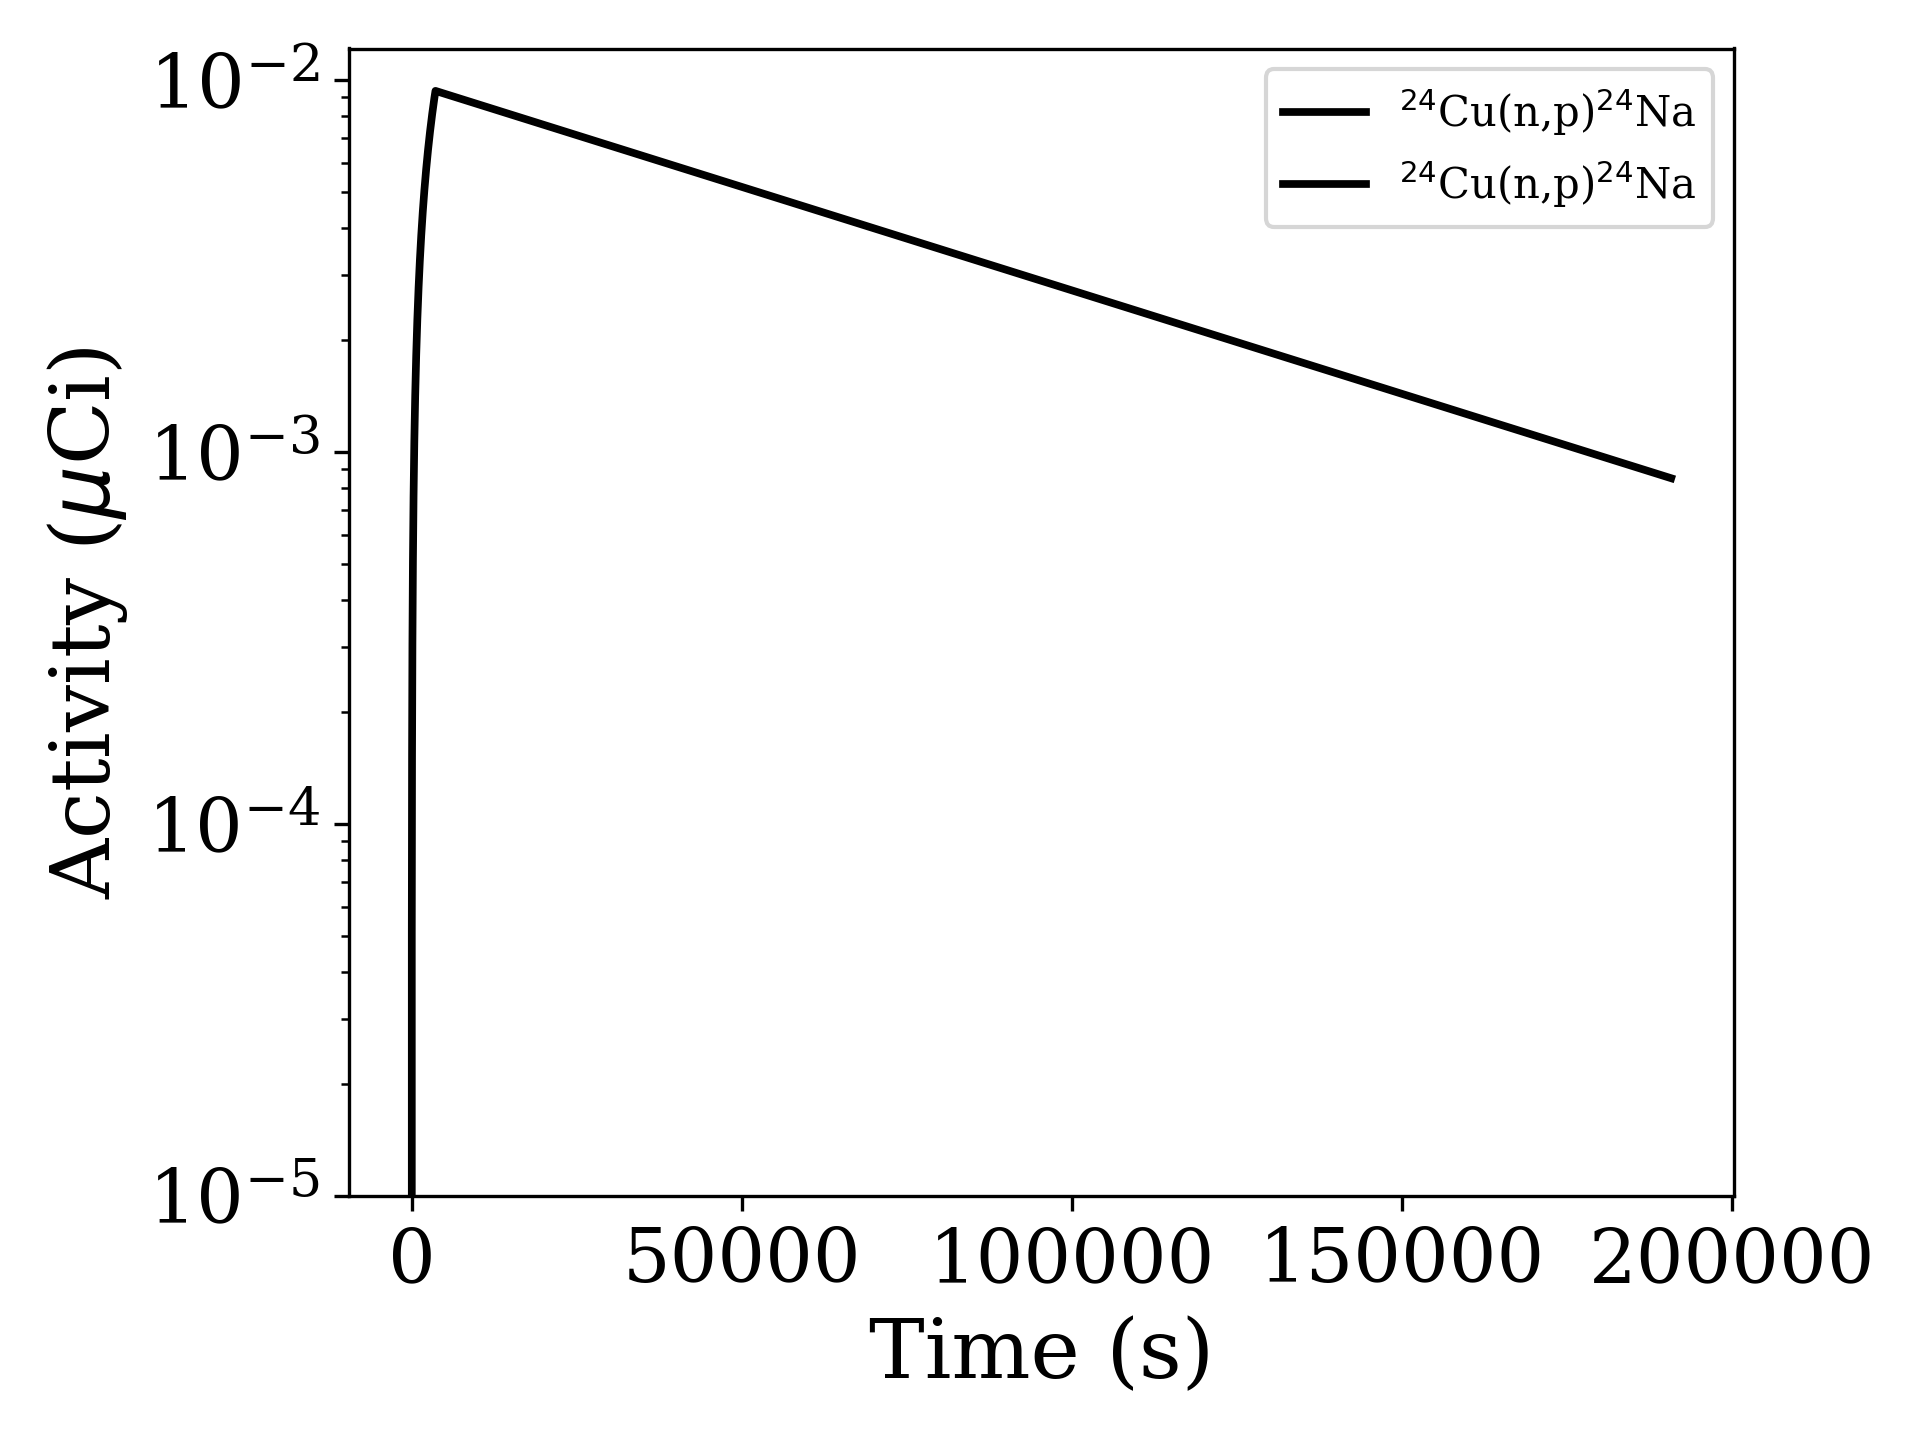 10⁻²
10⁻³
10⁻⁴
10⁻⁵
Activity (μCi)
²⁴Cu(n,p)²⁴Na
²⁴Cu(n,p)²⁴Na
0 50000 100000 150000 200000
Time (s)